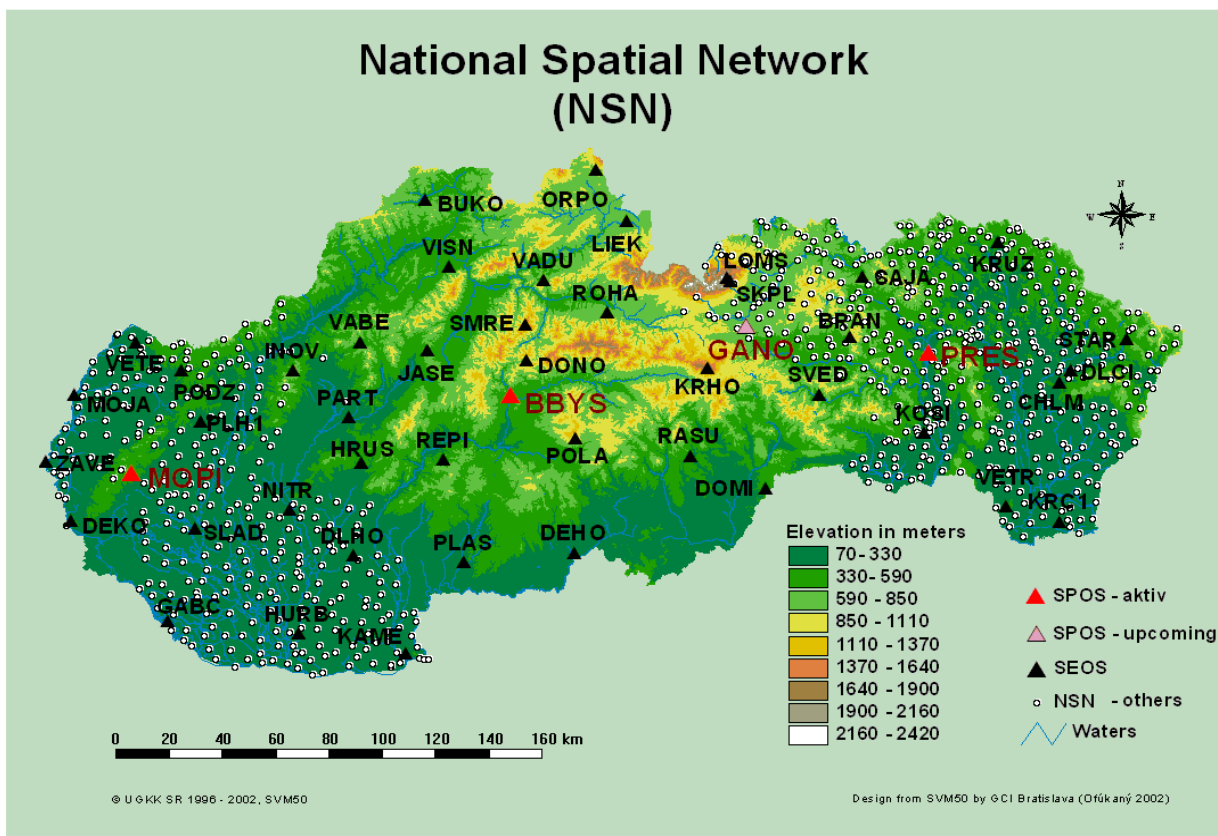 National Spatial Network
(NSN)
N
W E
S
ORPO
BUKO
LIEK
VISN
VADU
LOMS
KRUZ
SAJA
SKPL
ROHA
VABE
SMRE
BRAN
STAR
VETE
INOV
GANO
PRES
DONO
JASE
PODZ
KRHO
SVED
DLCI
MOJA
PART
BBYS
CHLM
PLH1
KOSI
HRUS
REPI
POLA
RASU
ZAVE
MOPI
NITR
DOMI
VETR
KRC1
DEKO
SLAD
DLHO
PLAS
DEHO
GABC
HURB
KAME
Elevation in meters
70 - 330
330 - 590
590 - 850
850 - 1110
1110 - 1370
1370 - 1640
1640 - 1900
1900 - 2160
2160 - 2420
SPOS - aktiv
SPOS - upcoming
SEOS
NSN - others
Waters
0 20 40 60 80 100 120 140 160 km
© UGKK SR 1996 - 2002, SVM50
Design from SVM50 by GCI Bratislava (Ofúkaný 2002)